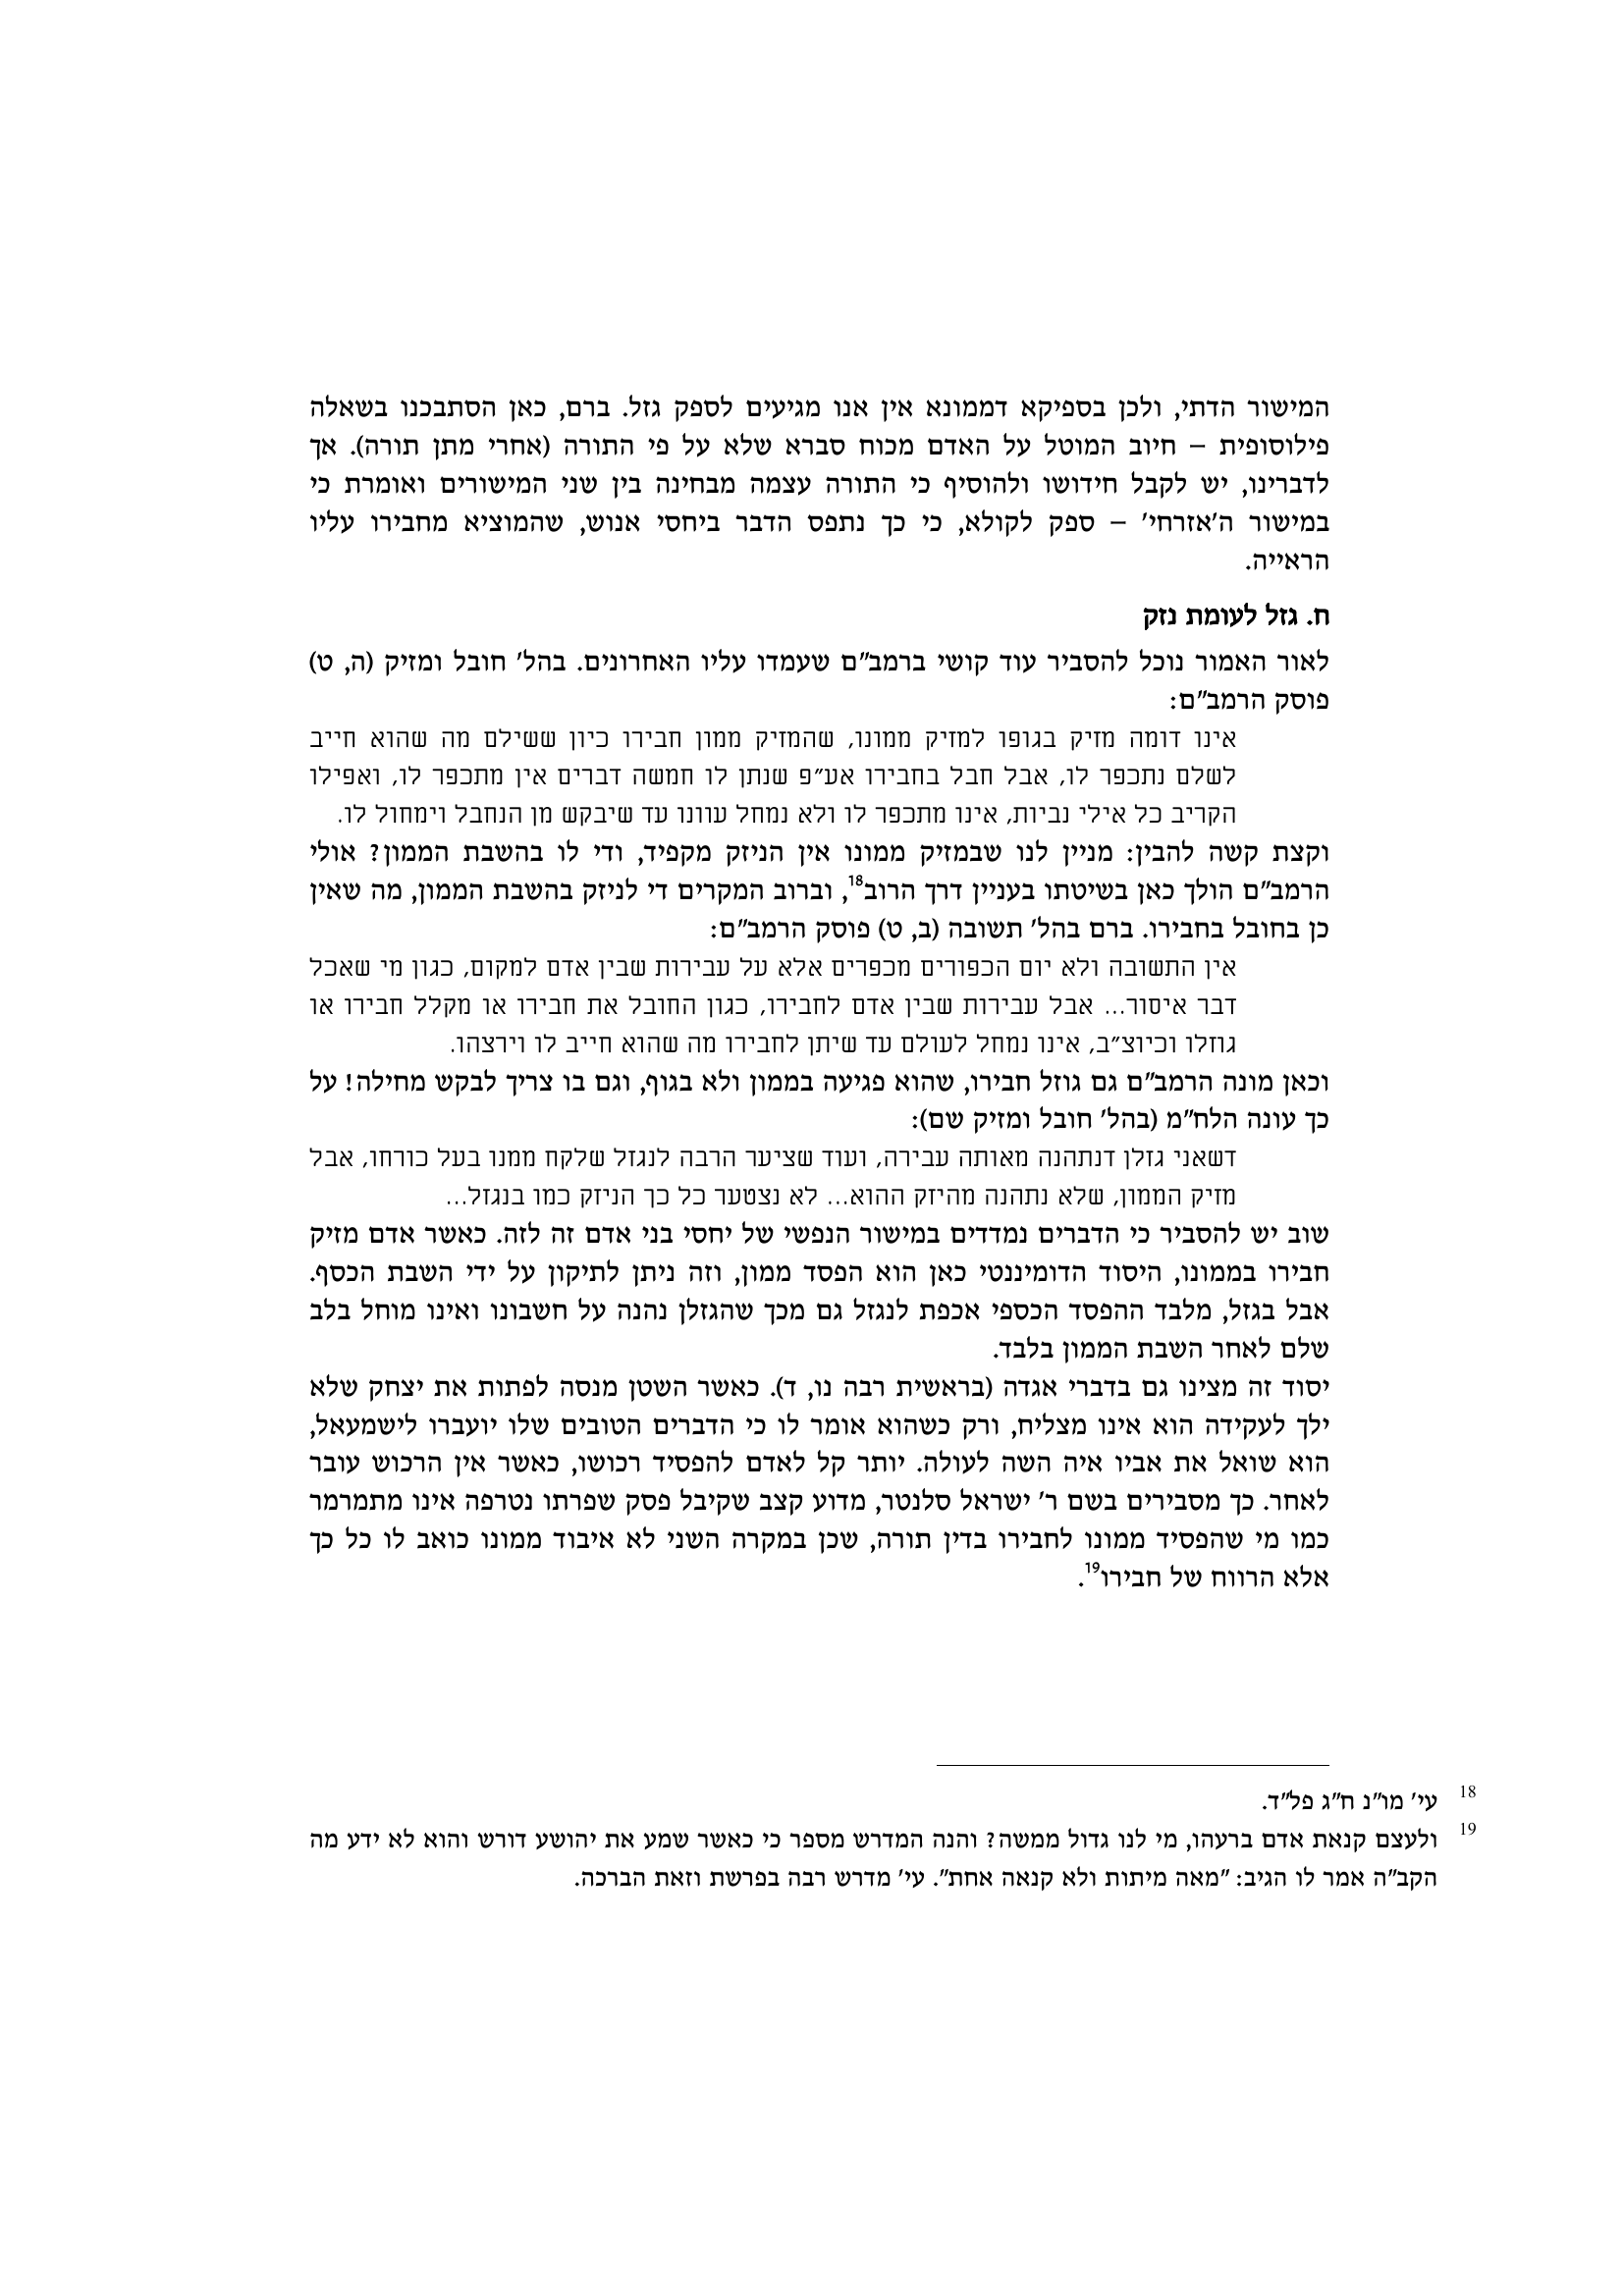 המישור הדתי, ולכן בספיקא דממונא אין אנו מגיעים לספק גזל. ברם, כאן הסתבכנו בשאלה
פילוסופית – חיוב המוטל על האדם מכוח סברא שלא על פי התורה (אחרי מתן תורה). אך
לדברינו, יש לקבל חידושו ולהוסיף כי התורה עצמה מבחינה בין שני המישורים ואומרת כי
במישור ה'אזרחי' – ספק לקולא, כי כך נתפס הדבר ביחסי אנוש, שהמוציא מחבירו עליו
הראייה.
ח. גזל לעומת נזק
לאור האמור נוכל להסביר עוד קושי ברמב"ם שעמדו עליו האחרונים. בהל' חובל ומזיק (ה, ט)
פוסק הרמב"ם:
אינו דומה מזיק בגופו למזיק ממונו, שהמזיק ממון חבירו כיון ששילם מה שהוא חייב
לשלם נתכפר לו, אבל חבל בחבירו אע"פ שנתן לו חמשה דברים אין מתכפר לו, ואפילו
הקריב כל אילי נביות, אינו מתכפר לו ולא נמחל עוונו עד שיבקש מן הנחבל וימחול לו.
וקצת קשה להבין: מניין לנו שבמזיק ממונו אין הניזק מקפיד, ודי לו בהשבת הממון? אולי
הרמב"ם הולך כאן בשיטתו בעניין דרך הרוב18, וברוב המקרים די לניזק בהשבת הממון, מה שאין
כן בחובל בחבירו. ברם בהל' תשובה (ב, ט) פוסק הרמב"ם:
אין התשובה ולא יום הכפורים מכפרים אלא על עבירות שבין אדם למקום, כגון מי שאכל
דבר איסור... אבל עבירות שבין אדם לחבירו, כגון החובל את חבירו או מקלל חבירו או
גוזלו וכיוצ"ב, אינו נמחל לעולם עד שיתן לחבירו מה שהוא חייב לו וירצהו.
וכאן מונה הרמב"ם גם גוזל חבירו, שהוא פגיעה בממון ולא בגוף, וגם בו צריך לבקש מחילה! על
כך עונה הלח"מ (בהל' חובל ומזיק שם):
דשאני גזלן דנתהנה מאותה עבירה, ועוד שציער הרבה לנגזל שלקח ממנו בעל כורחו, אבל
מזיק הממון, שלא נתהנה מהיזק ההוא... לא נצטער כל כך הניזק כמו בנגזל...
שוב יש להסביר כי הדברים נמדדים במישור הנפשי של יחסי בני אדם זה לזה. כאשר אדם מזיק
חבירו בממונו, היסוד הדומיננטי כאן הוא הפסד ממון, וזה ניתן לתיקון על ידי השבת הכסף.
אבל בגזל, מלבד ההפסד הכספי אכפת לנגזל גם מכך שהגזלן נהנה על חשבונו ואינו מוחל בלב
שלם לאחר השבת הממון בלבד.
יסוד זה מצינו גם בדברי אגדה (בראשית רבה נו, ד). כאשר השטן מנסה לפתות את יצחק שלא
ילך לעקידה הוא אינו מצליח, ורק כשהוא אומר לו כי הדברים הטובים שלו יועברו לישמעאל,
הוא שואל את אביו איה השה לעולה. יותר קל לאדם להפסיד רכושו, כאשר אין הרכוש עובר
לאחר. כך מסבירים בשם ר' ישראל סלנטר, מדוע קצב שקיבל פסק שפרתו נטרפה אינו מתמרמר
כמו מי שהפסיד ממונו לחבירו בדין תורה, שכן במקרה השני לא איבוד ממונו כואב לו כל כך
אלא הרווח של חבירו19.
18 עי' מו"נ ח"ג פל"ד.
19 ולעצם קנאת אדם ברעהו, מי לנו גדול ממשה? והנה המדרש מספר כי כאשר שמע את יהושע דורש והוא לא ידע מה
הקב"ה אמר לו הגיב: "מאה מיתות ולא קנאה אחת". עי' מדרש רבה בפרשת וזאת הברכה.